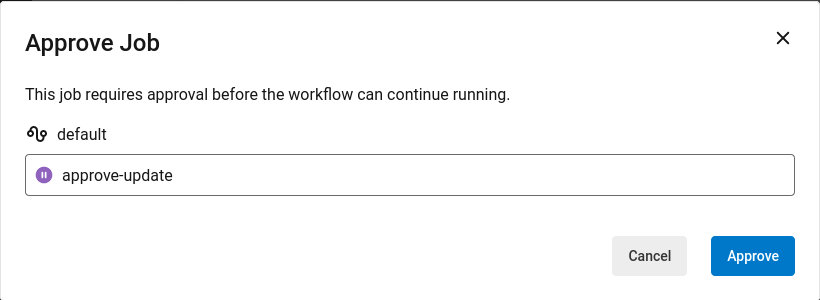 Approve Job
This job requires approval before the workflow can continue running.
default
approve-update
Cancel Approve